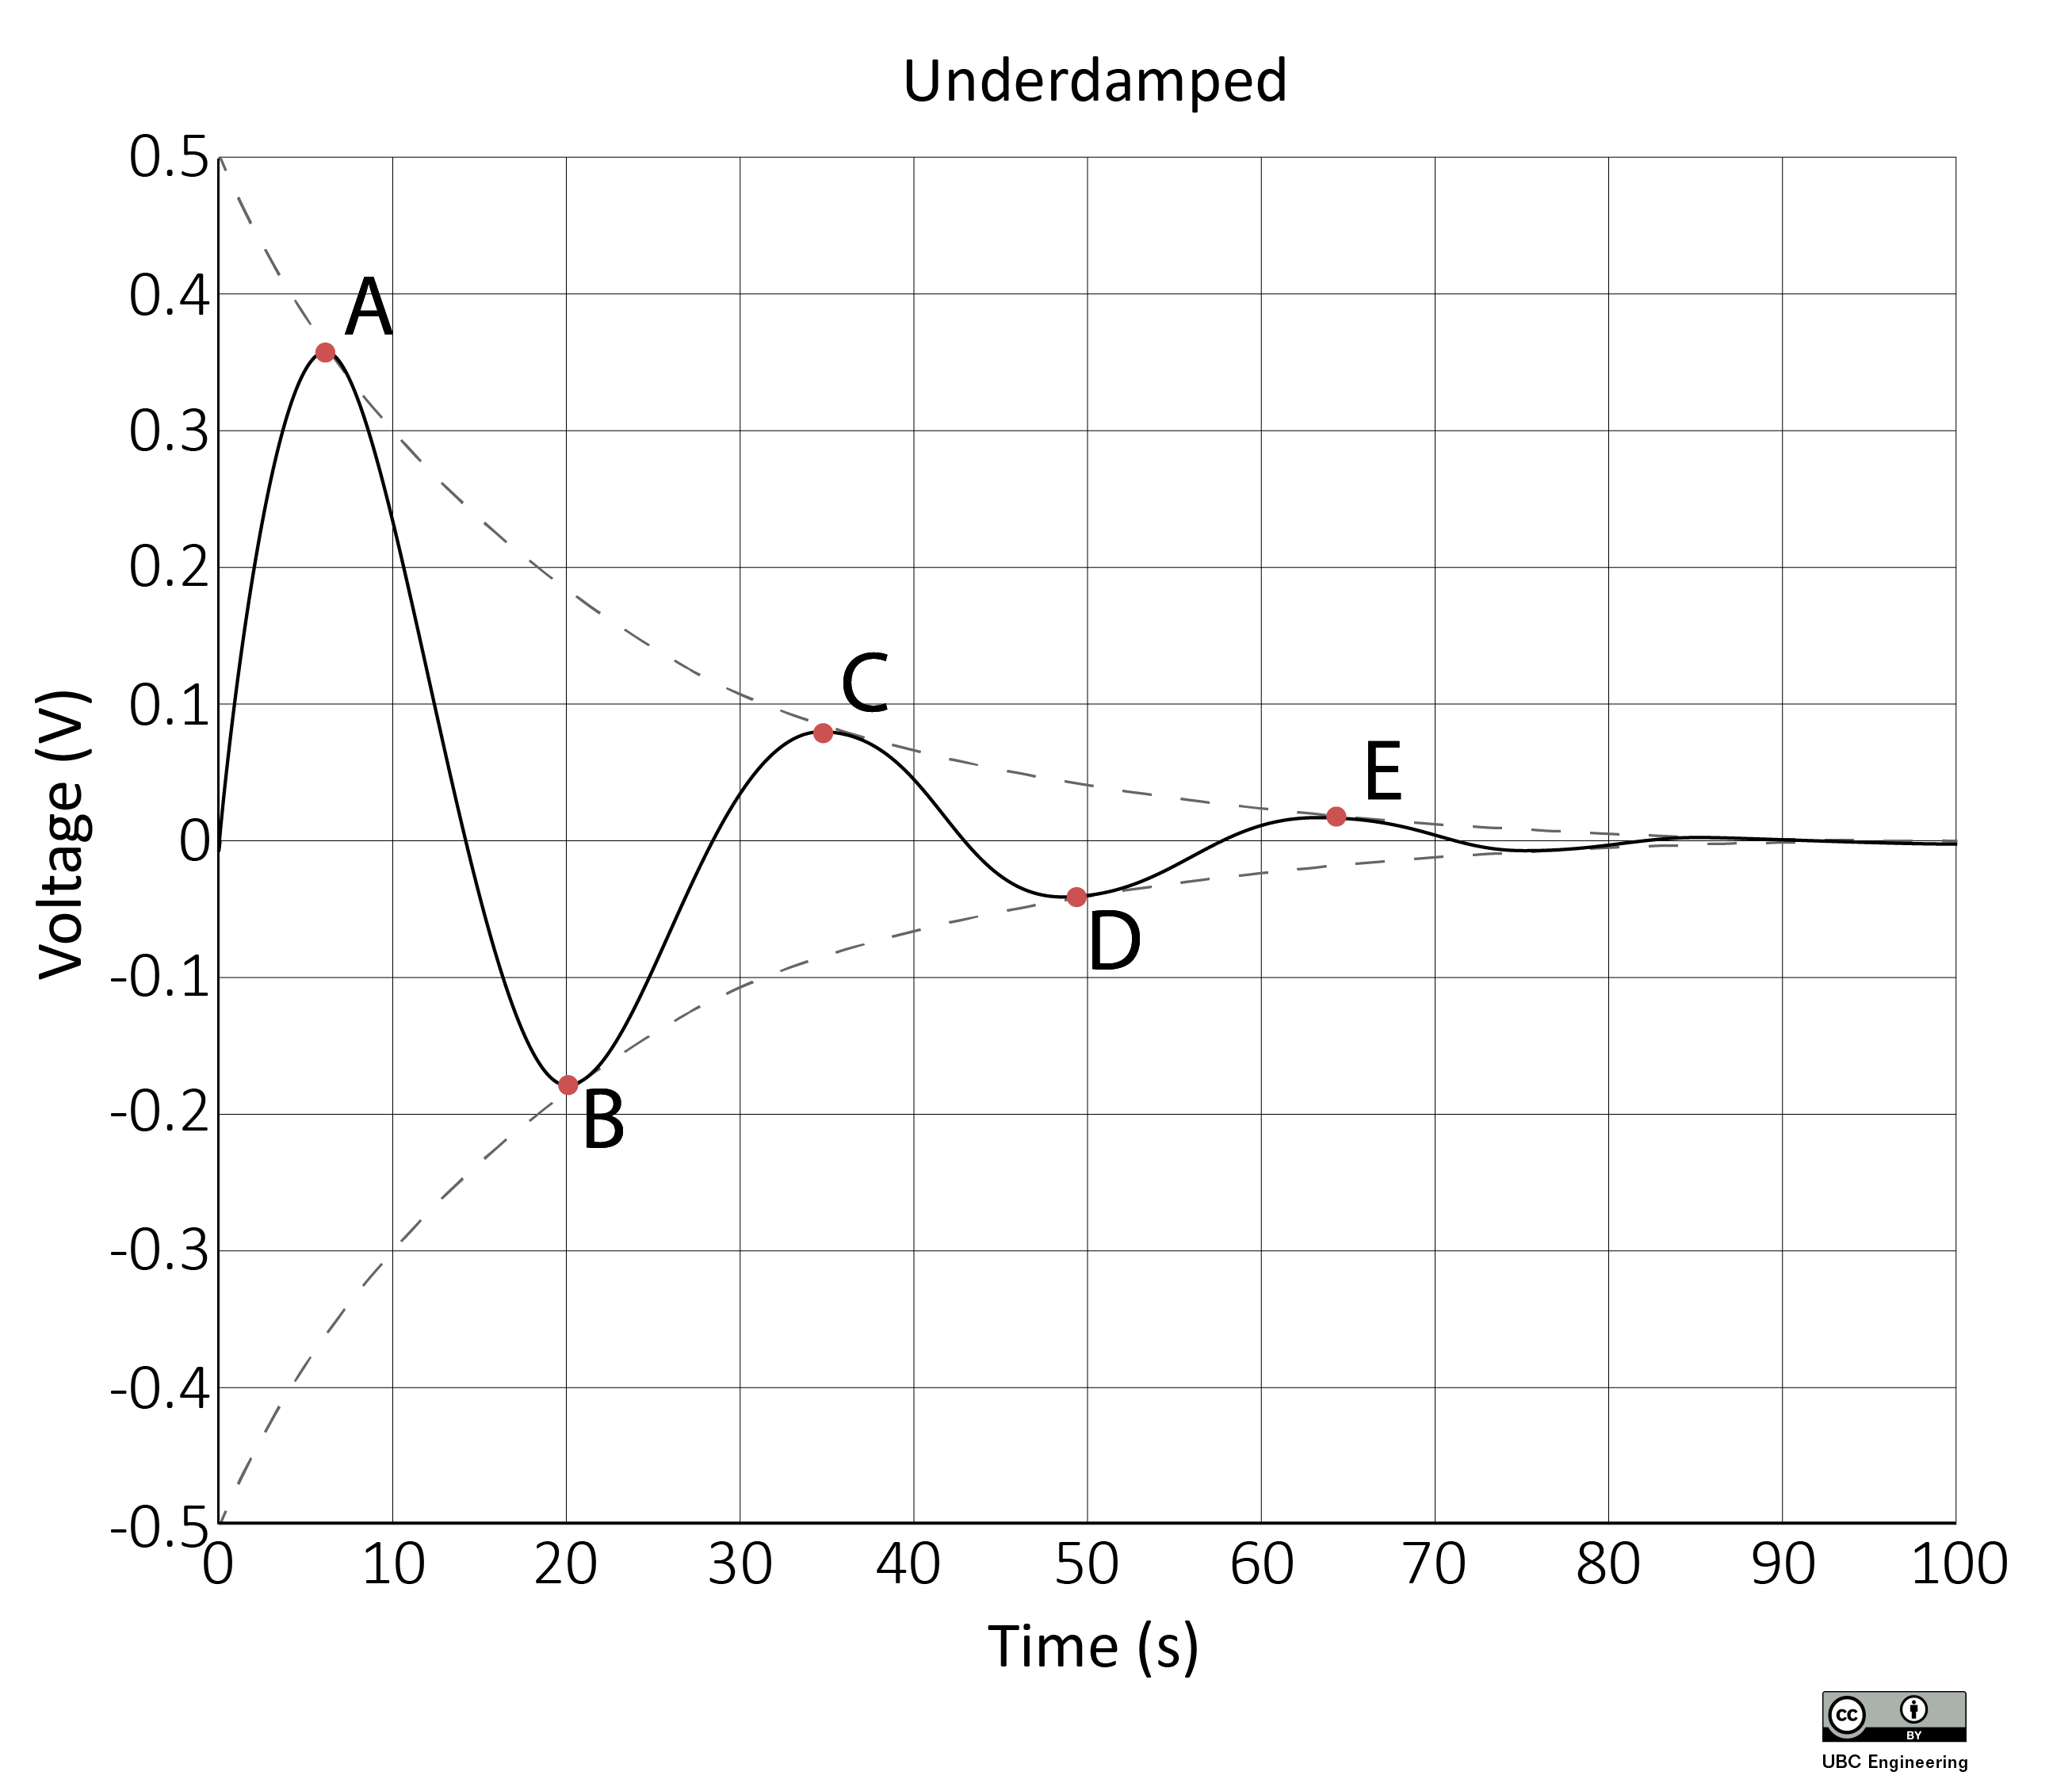 Underdamped
0.5
0.4
0.3
0.2
0.1
0
-0.1
-0.2
-0.3
-0.4
-0.5
Voltage (V)
A
B
C
D
E
0 10 20 30 40 50 60 70 80 90 100
Time (s)
cc
BY
UBC Engineering